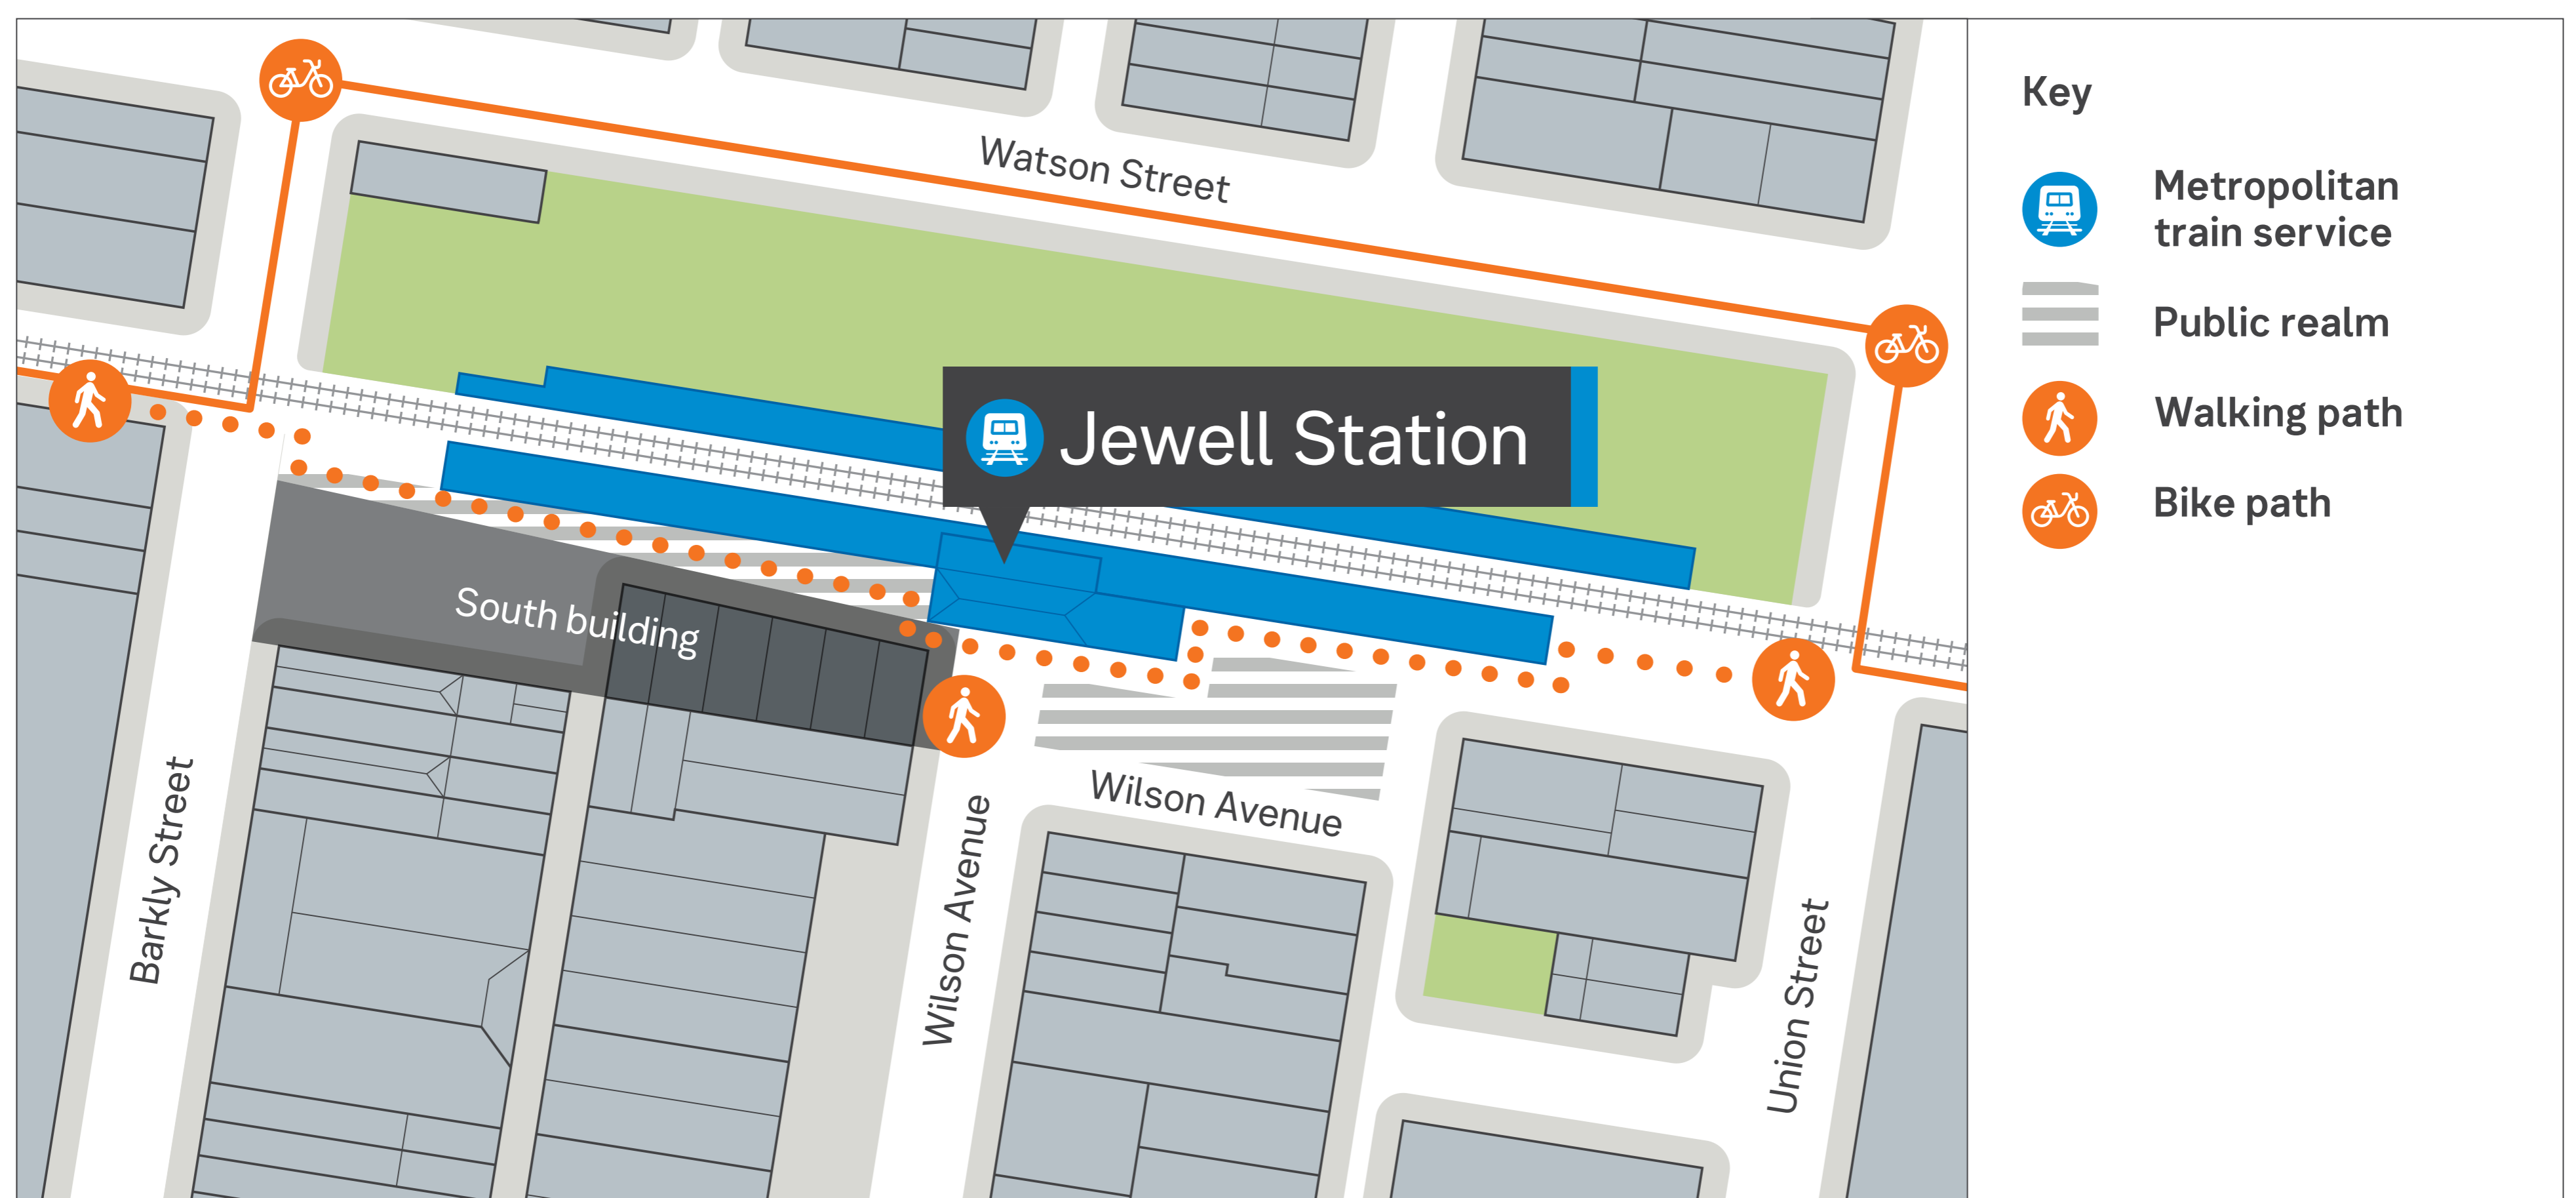 Watson Street
Jewell Station
South building
Wilson Avenue
Barkly Street
Wilson Avenue
Union Street
Key
Metropolitan
train service
Public realm
Walking path
Bike path